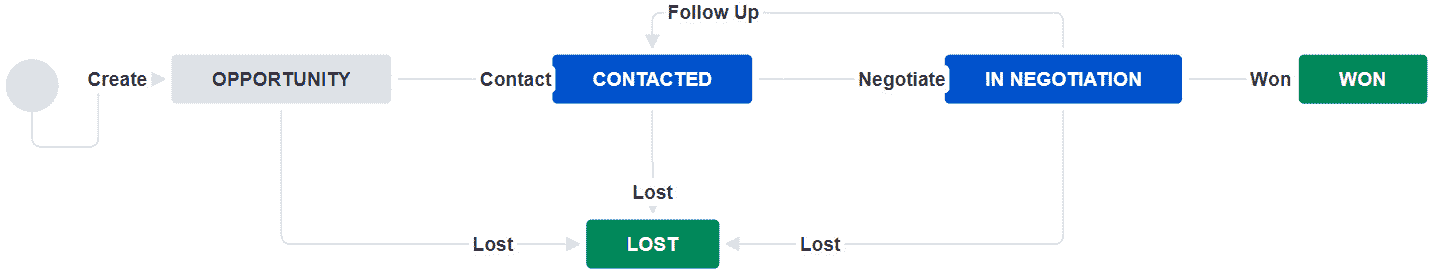 Follow Up
Create
OPPORTUNITY
Contact
CONTACTED
Negotiate
IN NEGOTIATION
Won
WON
Lost
Lost
LOST
Lost